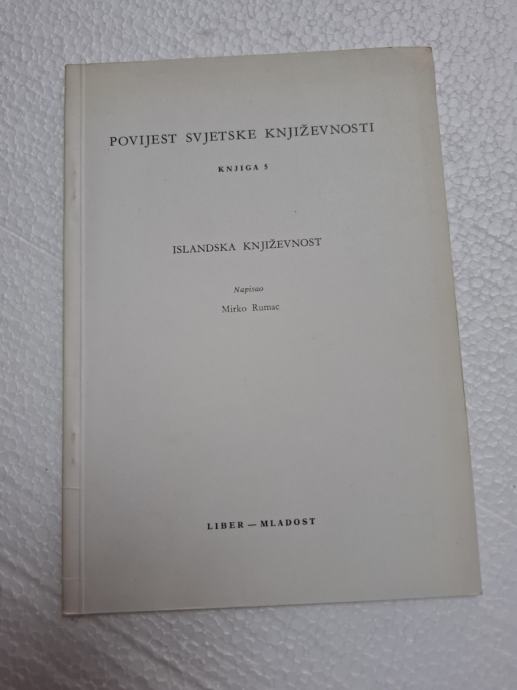 POVIJEST SVJETSKE KNJIŽEVNOSTI
KNJIGA 5
ISLANDSKA KNJIŽEVNOST
Napisao
Mirko Rumac
LIBER — MLADOST